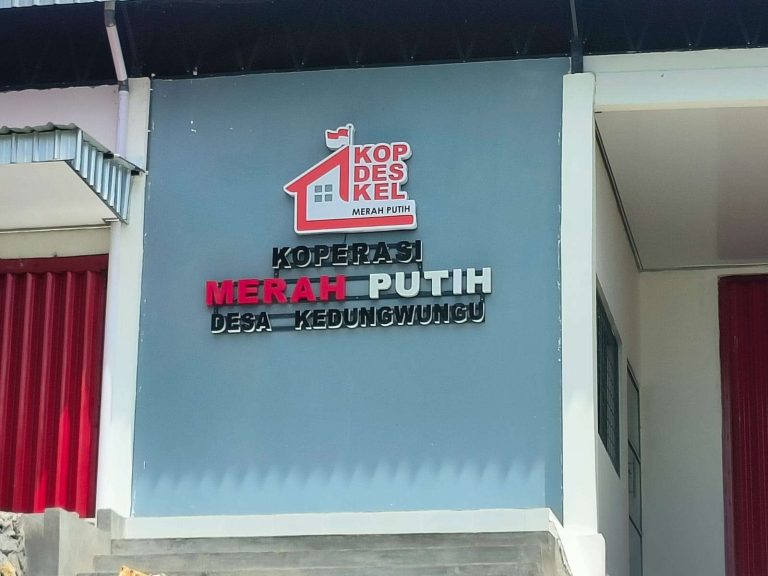 KOP
DES
KEL
MERAH PUTIH
KOPERASI
MERAH PUTIH
DESA KEDUNGWUNGU